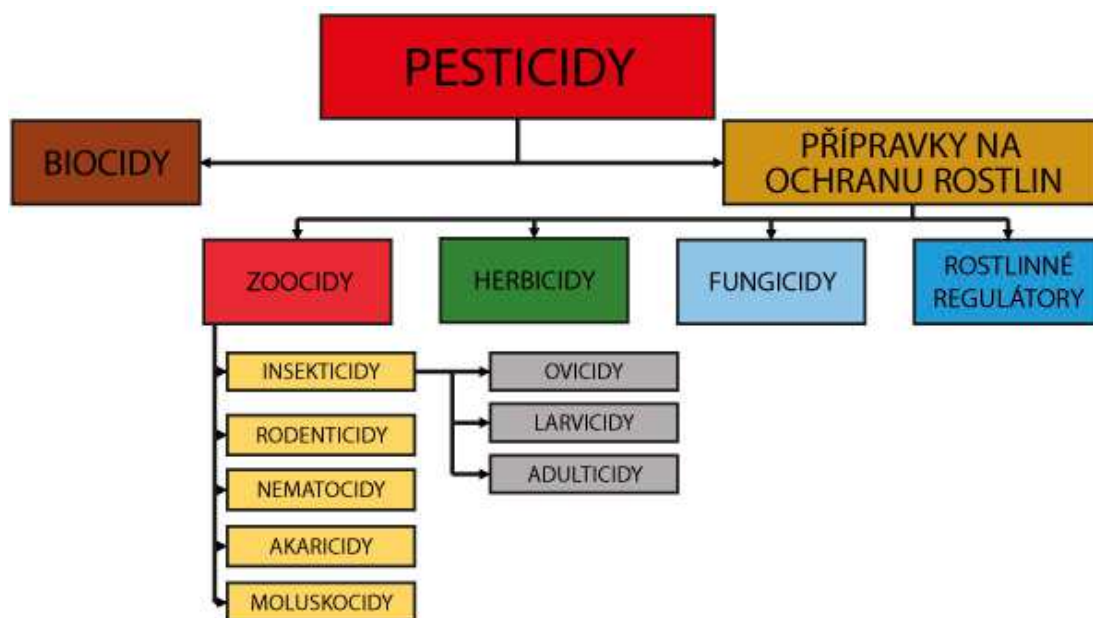 PESTICIDY
BIOCIDY
PŘÍPRAVKY NA
OCHRANU ROSTLIN
ZOOCIDY
HERBICIDY
FUNGICIDY
ROSTLINNÉ
REGULÁTORY
INSEKTICIDY
OVICIDY
LARVICIDY
RODENTICIDY
ADULTICIDY
NEMATOCIDY
AKARICIDY
MOLUSKOCIDY